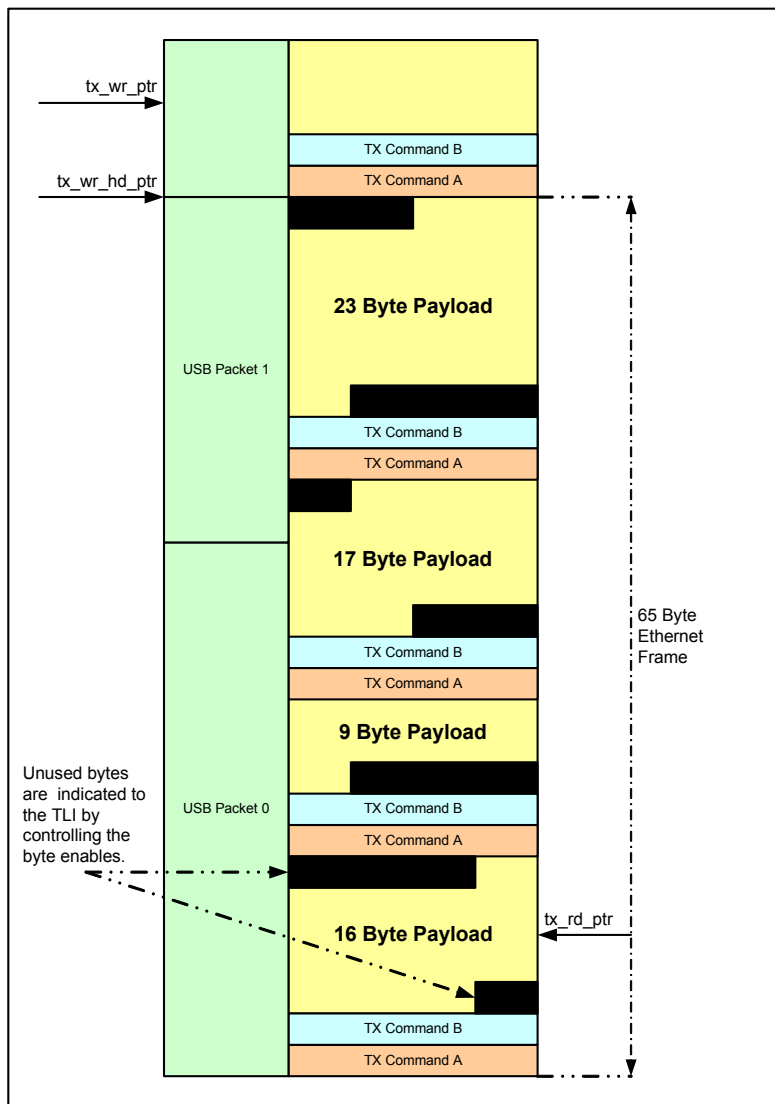 tx_wr_ptr
TX Command B
tx_wr_hd_ptr
TX Command A
23 Byte Payload
USB Packet 1
TX Command B
TX Command A
17 Byte Payload
65 Byte
Ethernet
Frame
TX Command B
TX Command A
9 Byte Payload
Unused bytes
are indicated to
the TLI by
controlling the
byte enables.
USB Packet 0
TX Command B
TX Command A
16 Byte Payload
tx_rd_ptr
TX Command B
TX Command A